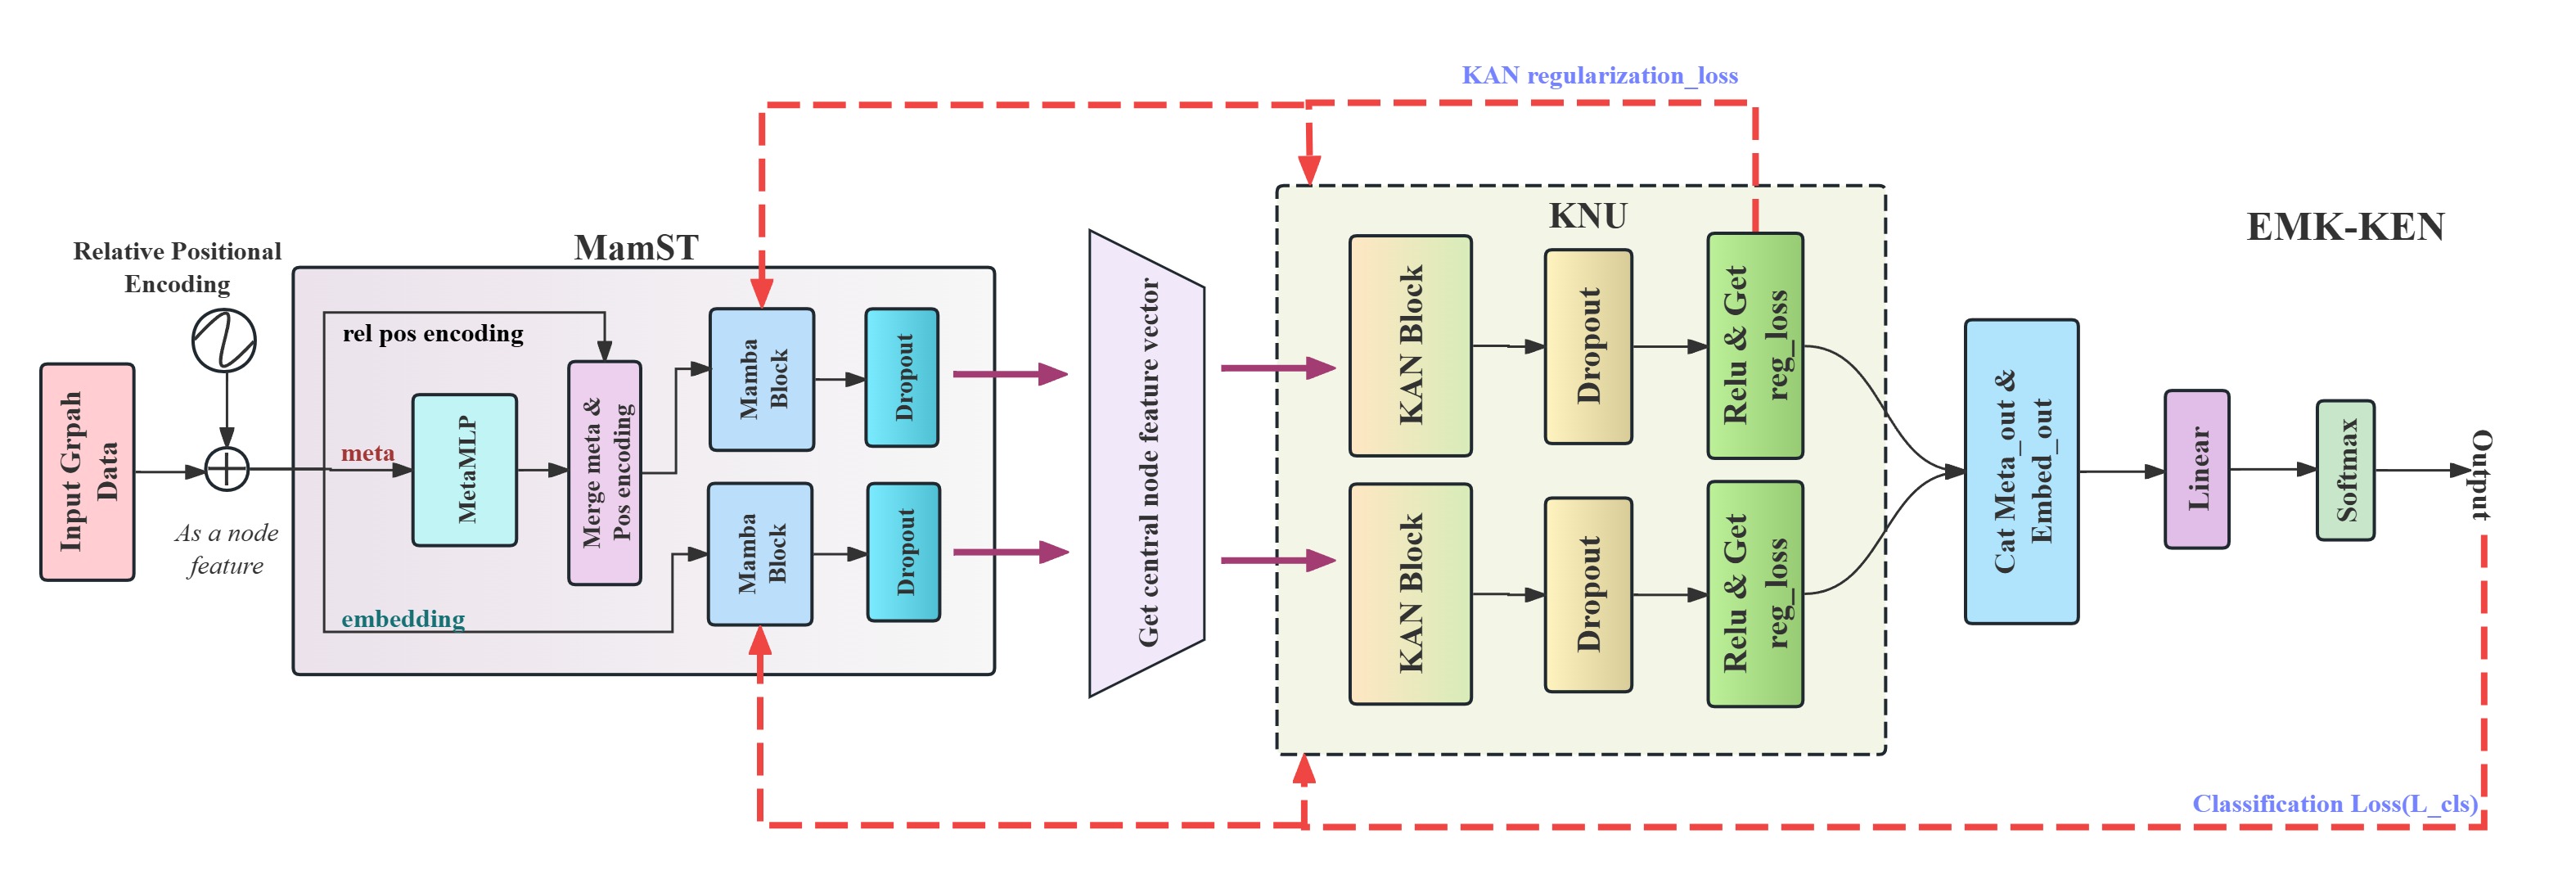 KAN regularization_loss
EMK-KEN
Relative Positional
Encoding
MamST
KNU
Input Grpah
Data
As a node
feature
rel pos encoding
meta
embedding
MetaMLP
Merge meta &
Pos encoding
Mamba
Block
Dropout
Mamba
Block
Dropout
Get central node feature vector
KAN Block
Dropout
Relu & Get
reg_loss
KAN Block
Dropout
Relu & Get
reg_loss
Cat Meta_out &
Embed_out
Linear
Softmax
Output
Classification Loss(L_cls)